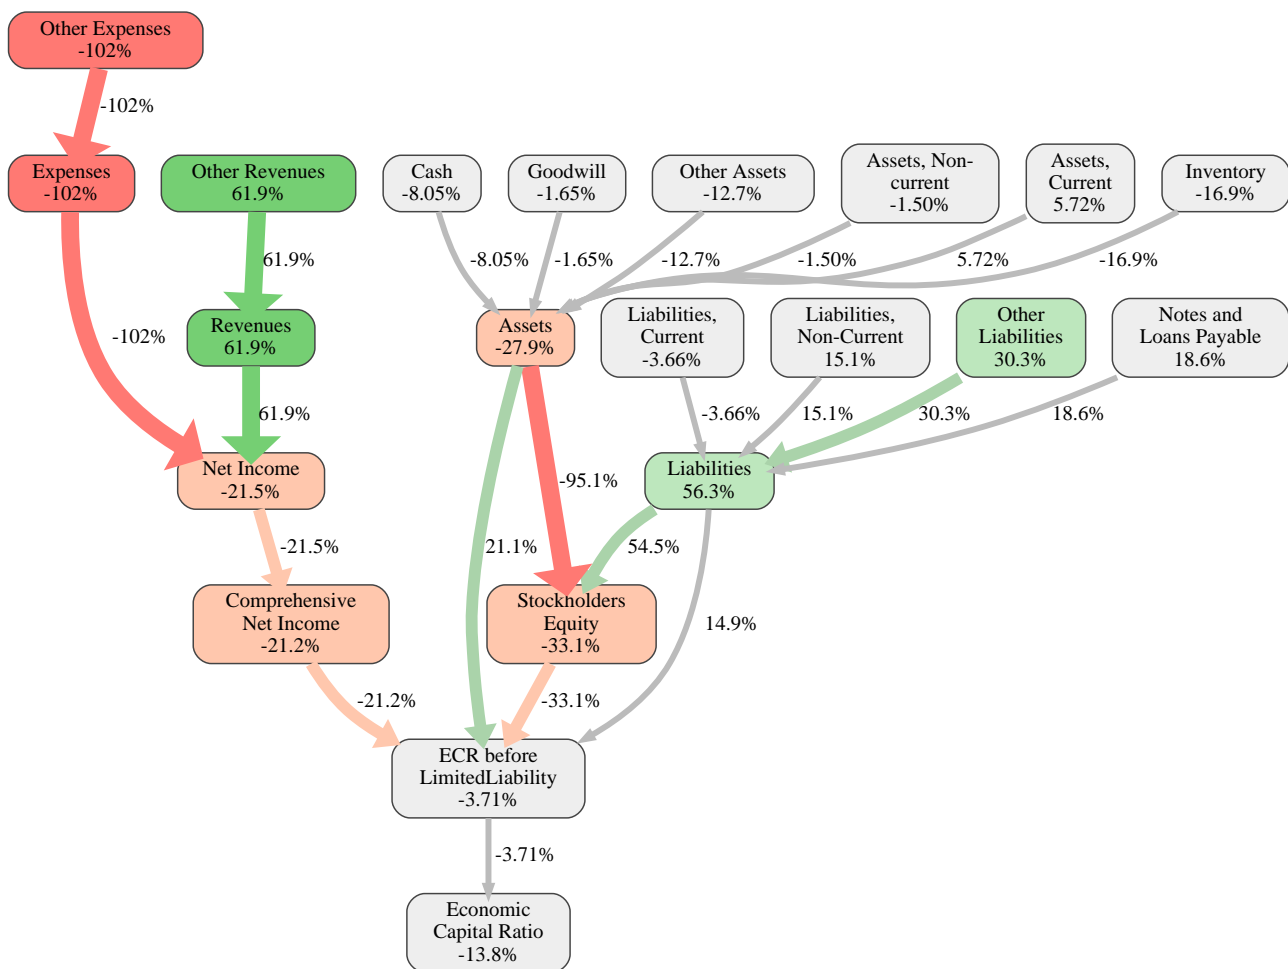 Other Expenses
-102%
-102%
Expenses
-102%
Other Revenues
61.9%
Cash
-8.05%
Goodwill
-1.65%
Other Assets
-12.7%
Assets, Non-
current
-1.50%
Assets,
Current
5.72%
Inventory
-16.9%
61.9%
-8.05%
-1.65%
-12.7%
-1.50%
5.72%
-16.9%
-102%
Revenues
61.9%
Assets
-27.9%
Liabilities,
Current
-3.66%
Liabilities,
Non-Current
15.1%
Other
Liabilities
30.3%
Notes and
Loans Payable
18.6%
61.9%
-3.66%
15.1%
30.3%
18.6%
Net Income
-21.5%
-95.1%
Liabilities
56.3%
-21.5%
21.1%
54.5%
Comprehensive
Net Income
-21.2%
Stockholders
Equity
-33.1%
14.9%
-21.2%
-33.1%
ECR before
LimitedLiability
-3.71%
-3.71%
Economic
Capital Ratio
-13.8%